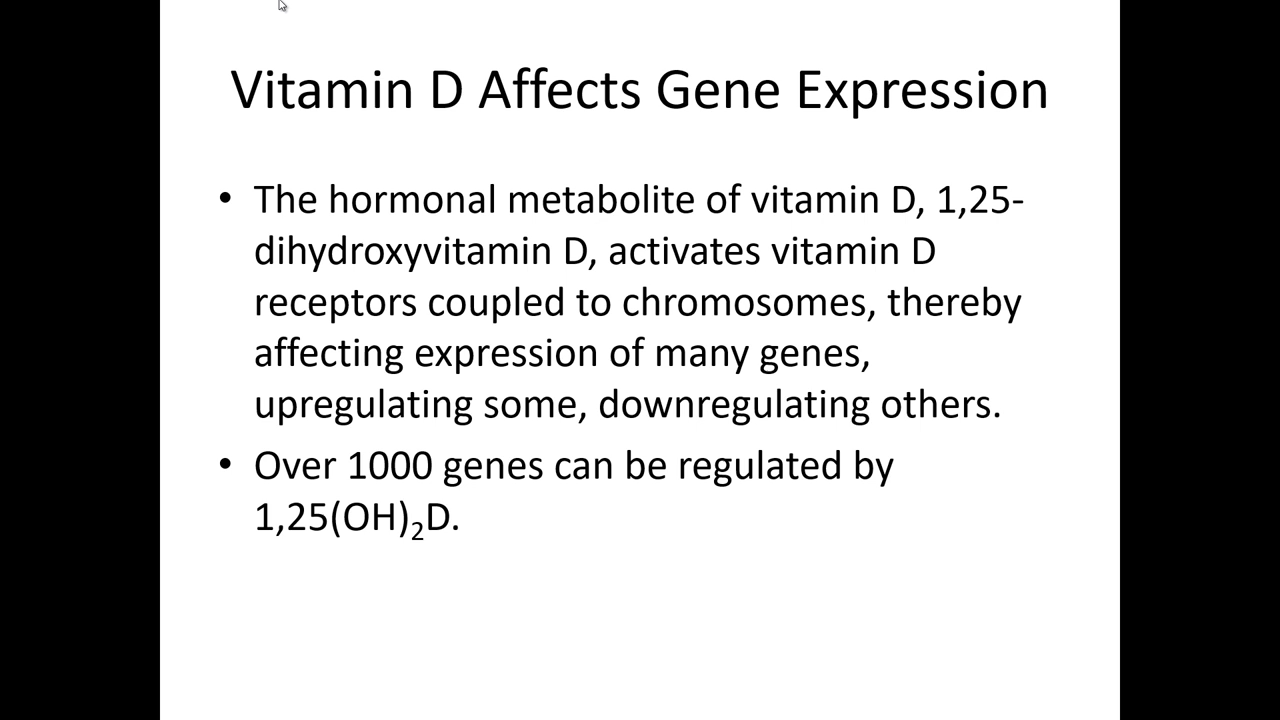 Vitamin D Affects Gene Expression
• The hormonal metabolite of vitamin D, 1,25-
dihydroxyvitamin D, activates vitamin D
receptors coupled to chromosomes, thereby
affecting expression of many genes,
upregulating some, downregulating others.
• Over 1000 genes can be regulated by
1,25(OH)₂D.